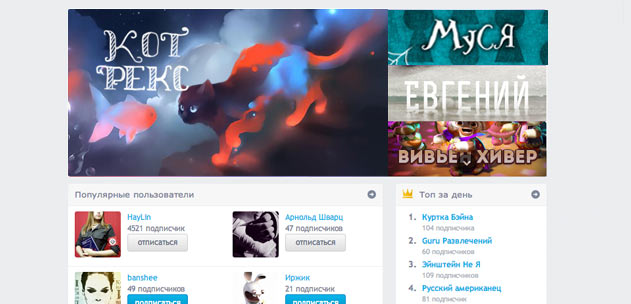 КОТ
РЕКС
МУСЯ
ЕВГЕНИЙ
ВИВЬЕ И ХИВЕР
Популярные пользователи
HayLin
4521 подписчик
отписаться
Арнольд Шварц
47 подписчиков
отписаться
banshee
49 подписчиков
подписаться
Иржик
21 подписчик
подписаться
Топ за день
1. Куртка Бэйна
104 подписчика
2. Guru Развлечений
60 подписчиков
3. Эйнштейн Не Я
109 подписчиков
4. Русский американец
81 подписчик